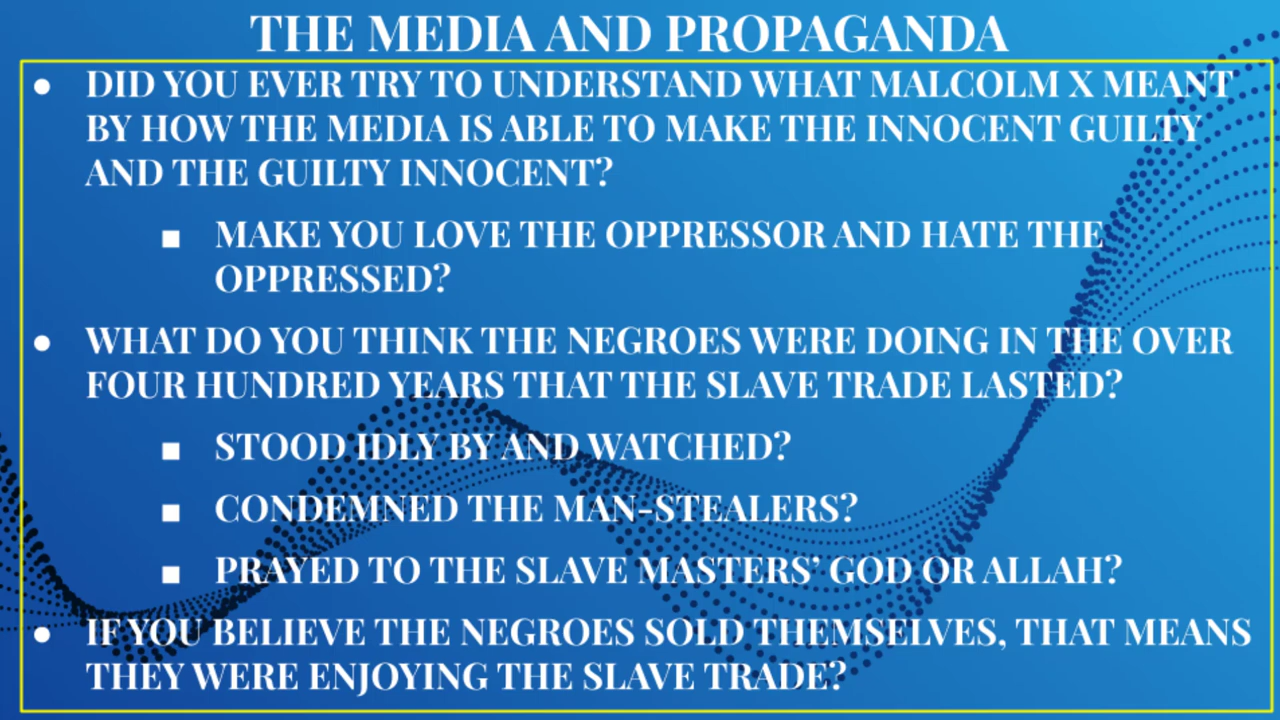 THE MEDIA AND PROPAGANDA
● DID YOU EVER TRY TO UNDERSTAND WHAT MALCOLM X MEANT
BY HOW THE MEDIA IS ABLE TO MAKE THE INNOCENT GUILTY
AND THE GUILTY INNOCENT?
■ MAKE YOU LOVE THE OPPRESSOR AND HATE THE
OPPRESSED?
● WHAT DO YOU THINK THE NEGROES WERE DOING IN THE OVER
FOUR HUNDRED YEARS THAT THE SLAVE TRADE LASTED?
■ STOOD IDLY BY AND WATCHED?
■ CONDEMNED THE MAN-STEALERS?
■ PRAYED TO THE SLAVE MASTERS’ GOD OR ALLAH?
● IF YOU BELIEVE THE NEGROES SOLD THEMSELVES, THAT MEANS
THEY WERE ENJOYING THE SLAVE TRADE?